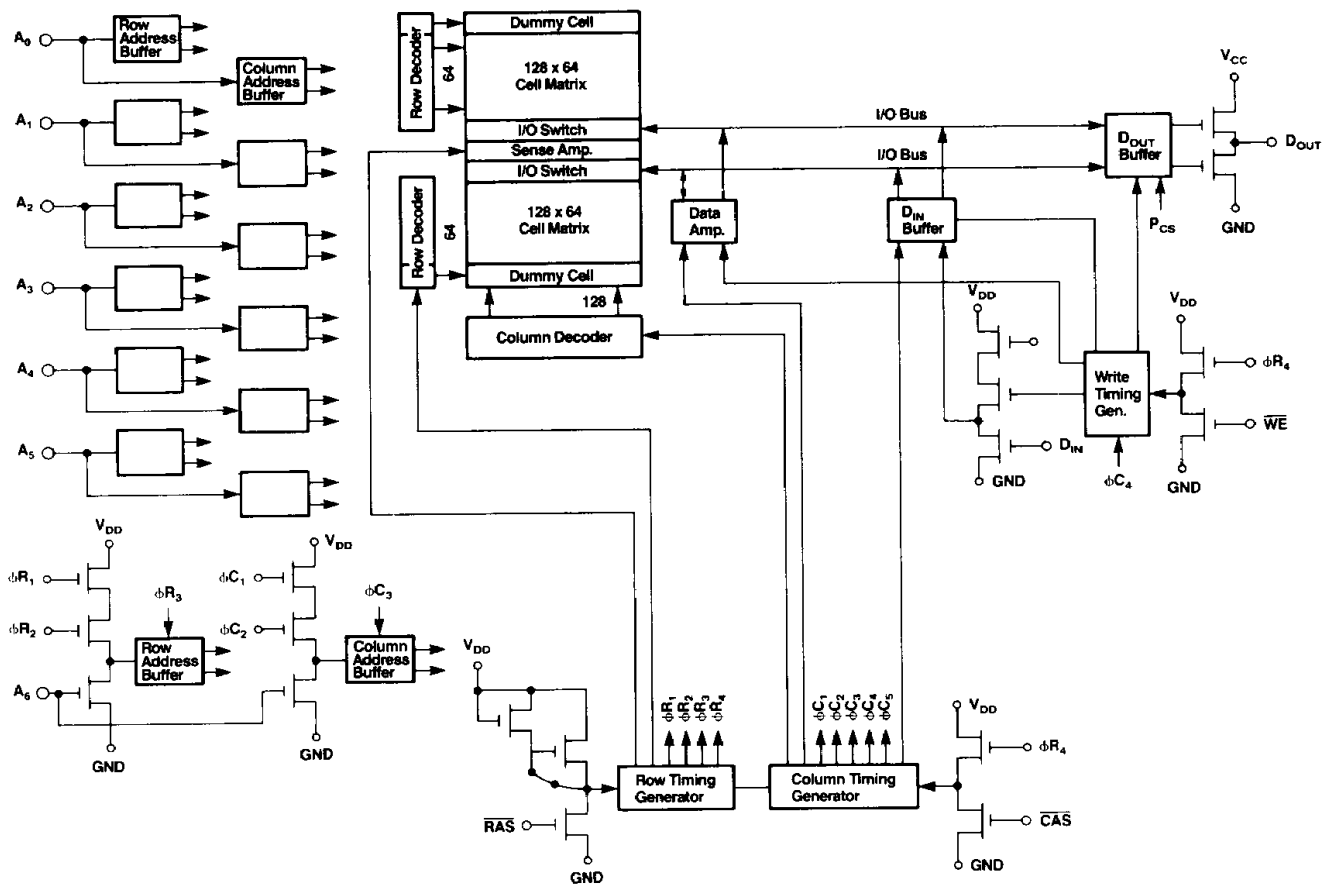 A0
Row
Address
Buffer
Column
Address
Buffer
A1
A2
A3
A4
A5
Row Decoder
64
Dummy Cell
128 x 64
Cell Matrix
I/O Switch
Sense Amp.
I/O Switch
Row Decoder
64
128 x 64
Cell Matrix
Dummy Cell
128
Column Decoder
I/O Bus
I/O Bus
Data
Amp.
DIN
Buffer
DOUT
Buffer
PCS
VCC
DOUT
GND
VDD
DIN
GND
Write
Timing
Gen.
φC4
VDD
φR4
WE
GND
VDD
φR1
φR2
φR3
Row
Address
Buffer
A6
GND
VDD
φC1
φC2
φC3
Column
Address
Buffer
GND
VDD
RAS
GND
φR1
φR2
φR3
φR4
Row Timing
Generator
φC1
φC2
φC3
φC4
φC5
Column Timing
Generator
VDD
φR4
CAS
GND